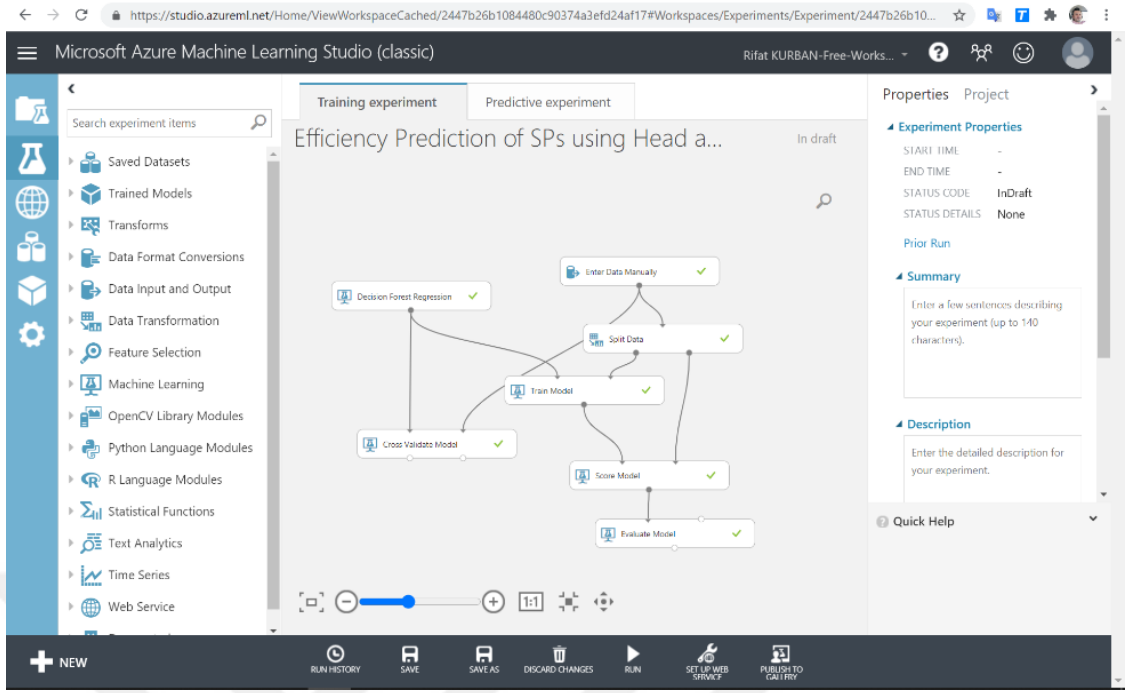 https://studio.azureml.net/Home/ViewWorkspaceCached/2447b26b1084480c90374a3efd24af17#Workspaces/Experiments/Experiment/2447b26b10...
Microsoft Azure Machine Learning Studio (classic)
Rifat KURBAN-Free-Works...
Training experiment
Predictive experiment
Properties Project
Search experiment items
Efficiency Prediction of SPs using Head a...
In draft
Experiment Properties
START TIME -
END TIME -
STATUS CODE InDraft
STATUS DETAILS None
Prior Run
Summary
Enter a few sentences describing
your experiment (up to 140
characters).
Description
Enter the detailed description for
your experiment.
Quick Help
Saved Datasets
Trained Models
Transforms
Data Format Conversions
Data Input and Output
Data Transformation
Feature Selection
Machine Learning
OpenCV Library Modules
Python Language Modules
R Language Modules
Statistical Functions
Text Analytics
Time Series
Web Service
Enter Data Manually
Decision Forest Regression
Split Data
Train Model
Cross Validate Model
Score Model
Evaluate Model
1:1
NEW
RUN HISTORY
SAVE
SAVE AS
DISCARD CHANGES
RUN
SET UP WEB
SERVICE
PUBLISH TO
GALLERY